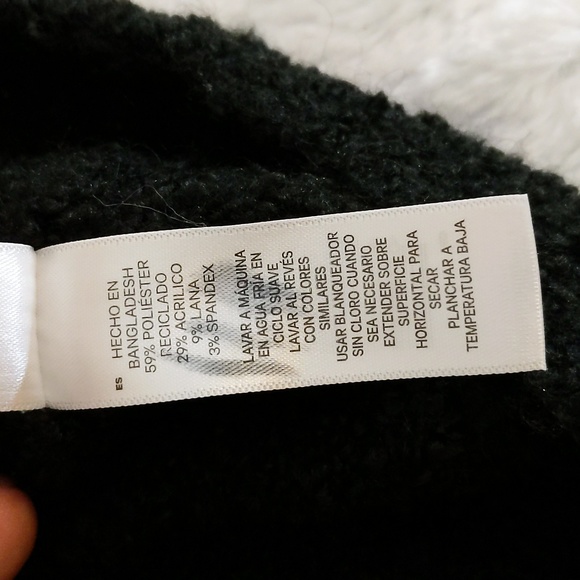 ES
HECHO EN
BANGLADESH
59% POLIÉSTER
RECICLADO
29% ACRÍLICO
9% LANA
3% SPANDEX
LAVAR A MÁQUINA
EN AGUA FRÍA EN
CICLO SUAVE
LAVAR AL REVÉS
CON COLORES
SIMILARES
USAR BLANQUEADOR
SIN CLORO CUANDO
SEA NECESARIO
EXTENDER SOBRE
SUPERFICIE
HORIZONTAL PARA
SECAR
PLANCHAR A
TEMPERATURA BAJA